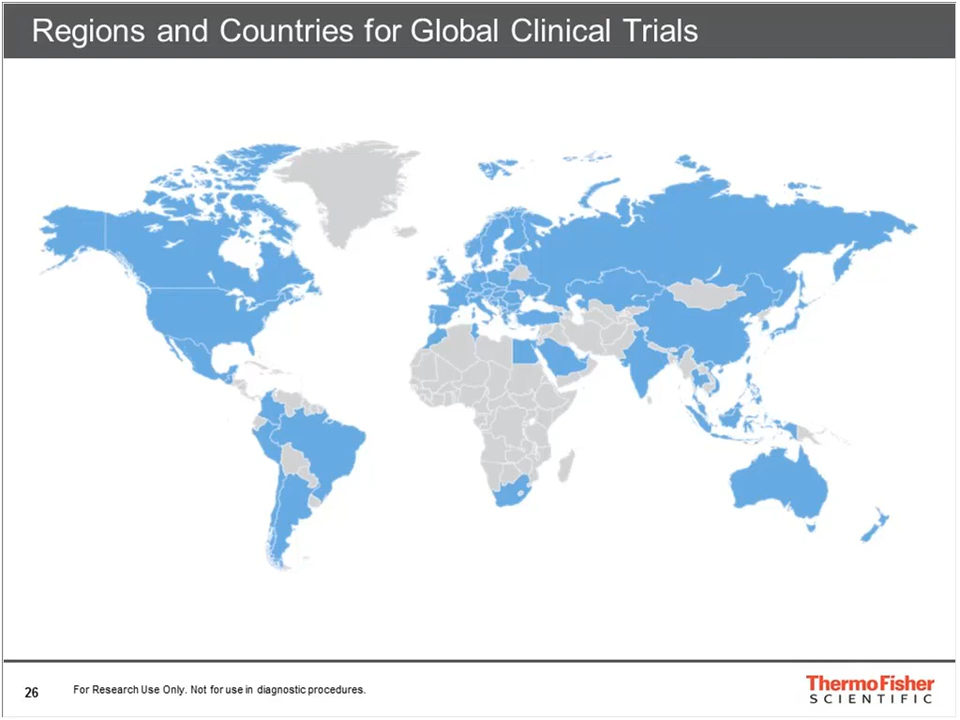 Regions and Countries for Global Clinical Trials
26
For Research Use Only. Not for use in diagnostic procedures.
ThermoFisher
SCIENTIFIC